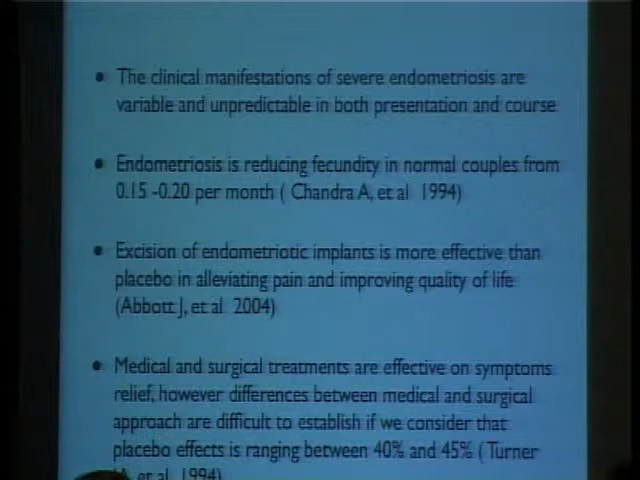 • The clinical manifestations of severe endometriosis are
variable and unpredictable in both presentation and course
• Endometriosis is reducing fecundity in normal couples from
0.15 -0.20 per month ( Chandra A, et al 1994)
• Excision of endometriotic implants is more effective than
placebo in alleviating pain and improving quality of life
(Abbott J, et al 2004)
• Medical and surgical treatments are effective on symptoms
relief, however differences between medical and surgical
approach are difficult to establish if we consider that
placebo effects is ranging between 40% and 45% ( Turner
et al 1994)